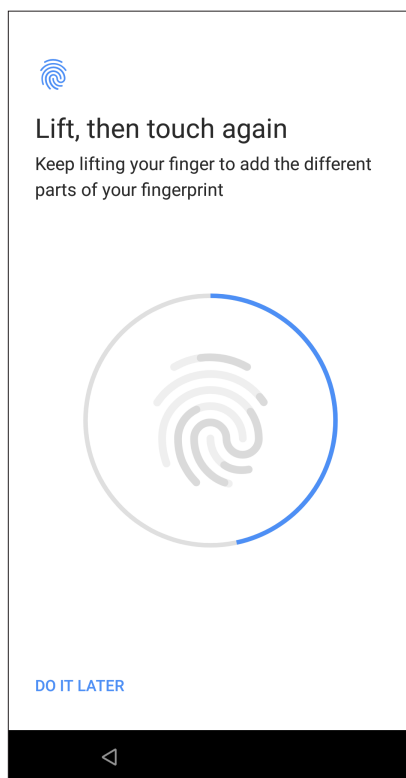 Lift, then touch again
Keep lifting your finger to add the different
parts of your fingerprint
DO IT LATER